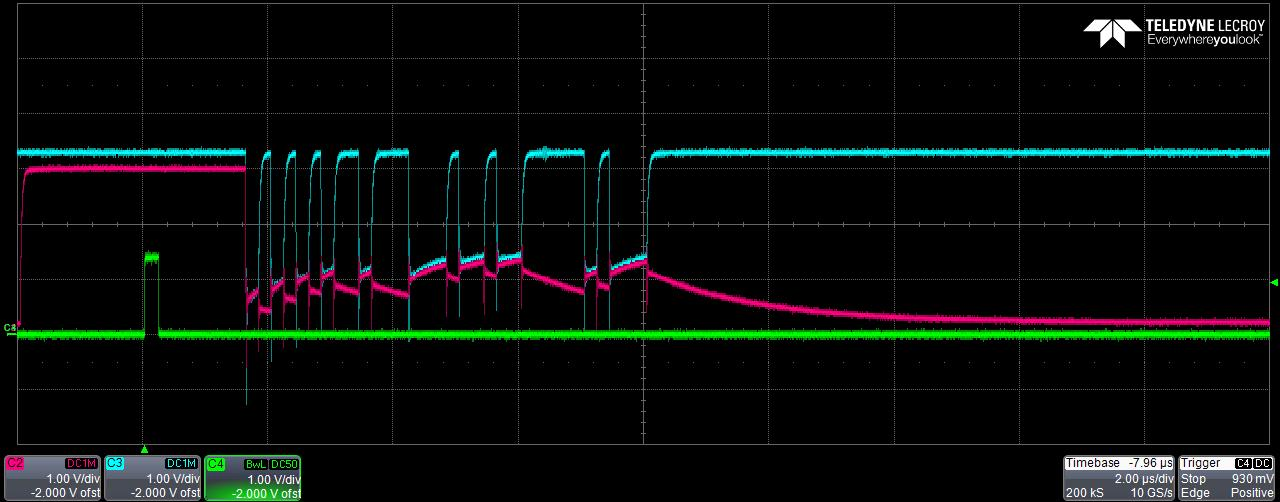 TELEDYNE LECROY
Everywhereyoulook™
C2 DC1M
1.00 V/div
-2.000 V ofst
C3 DC1M
1.00 V/div
-2.000 V ofst
C4 BwL DC50
1.00 V/div
-2.000 V ofst
Timebase -7.96 µs
2.00 µs/div
200 kS 10 GS/s
Trigger C4 DC
Stop 930 mV
Edge Positive